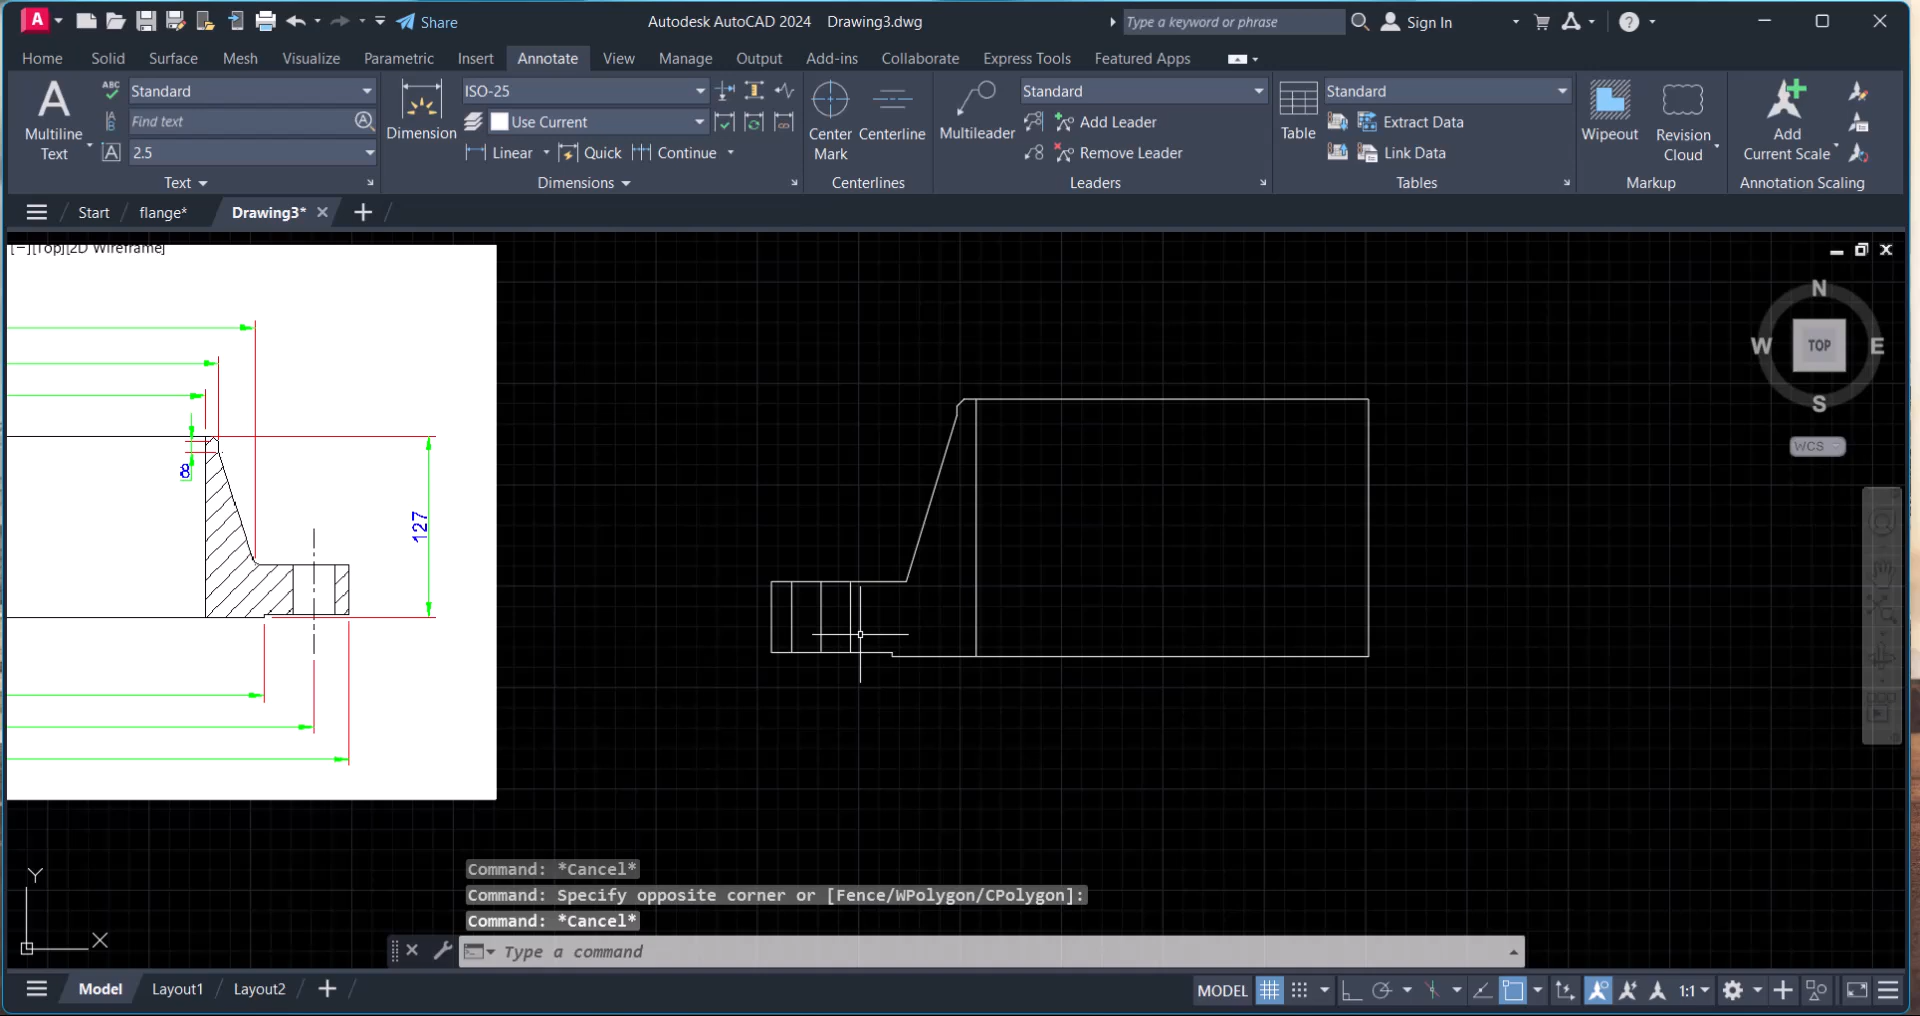 A Share Autodesk AutoCAD 2024 Drawing3.dwg Type a keyword or phrase Sign In
Home Solid Surface Mesh Visualize Parametric Insert Annotate View Manage Output Add-ins Collaborate Express Tools Featured Apps
ABC Standard ISO-25 Standard Standard
Find text Use Current Add Leader Extract Data
Multiline Text Dimension Center Mark Centerline Multileader Table Wipeout Revision Cloud Add Current Scale
2.5 Linear Quick Continue Remove Leader Link Data
Text Dimensions Centerlines Leaders Tables Markup Annotation Scaling
Start flange* Drawing3*
[−][Top][2D Wireframe]
N
W TOP E
S
WCS
8
127
Y
X
Command: *Cancel*
Command: Specify opposite corner or [Fence/WPolygon/CPolygon]:
Command: *Cancel*
Type a command
Model Layout1 Layout2 MODEL 1:1